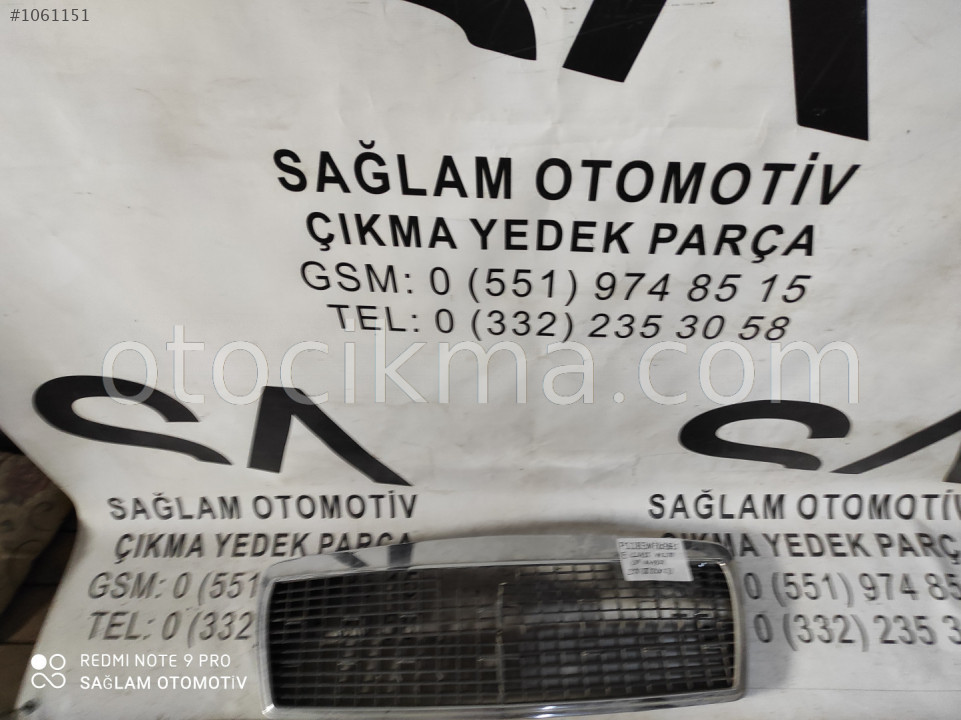 #1061151
SAĞLAM OTOMOTİV
ÇIKMA YEDEK PARÇA
GSM: 0 (551) 974 85 15
TEL: 0 (332) 235 30 58
otocikma.com
SA
SAĞLAM OTOMOTİV
ÇIKMA YEDEK PARÇA
GSM: 0 (551
TEL: 0 (332
SAĞLAM OTOMOTİV
YEDEK PARÇA
0 (551) 974 85
0 (332) 235 3
REDMI NOTE 9 PRO
SAĞLAM OTOMOTİV